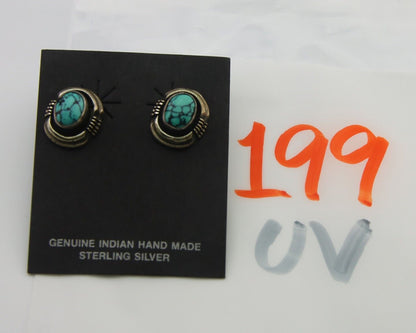 199
UV
GENUINE INDIAN HAND MADE
STERLING SILVER